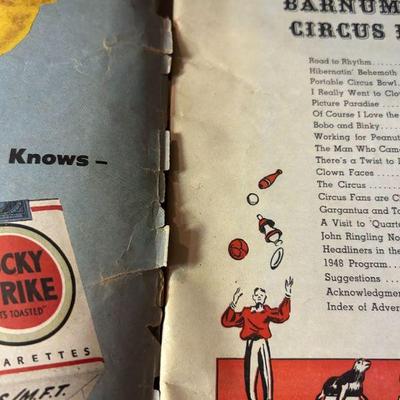 Knows –
CKY
RIKE
T'S TOASTED"
ARETTES
S/M.F.T.
BARNUM
CIRCUS
Road to Rhythm
Hibernatin' Behemoth
Portable Circus Bowl
I Really Went to Clow
Picture Paradise
Of Course I Love the
Bobo and Binky
Working for Peanut
The Man Who Came
There's a Twist to
Clown Faces
The Circus
Circus Fans are C
Gargantua and To
A Visit to 'Quarte
John Ringling No
Headliners in the
1948 Program
Suggestions
Acknowledgmen
Index of Adver